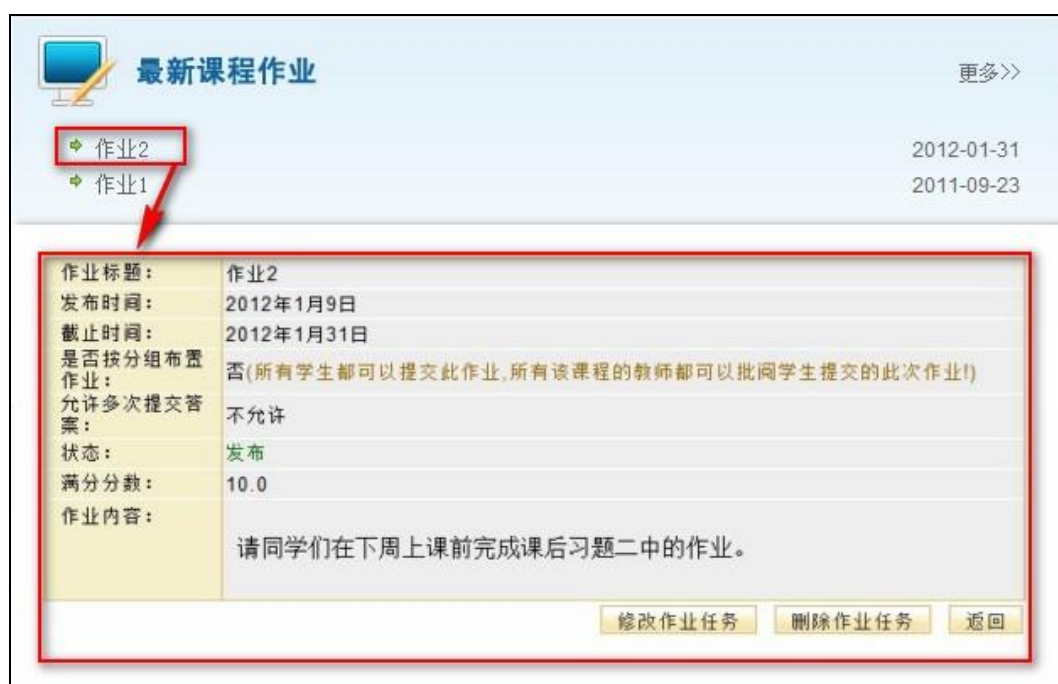 最新课程作业 更多>>
作业2 2012-01-31
作业1 2011-09-23
作业标题： 作业2
发布时间： 2012年1月9日
截止时间： 2012年1月31日
是否按分组布置
作业： 否(所有学生都可以提交此作业,所有该课程的教师都可以批阅学生提交的此次作业!)
允许多次提交答
案： 不允许
状态： 发布
满分分数： 10.0
作业内容：
请同学们在下周上课前完成课后习题二中的作业。
修改作业任务 删除作业任务 返回